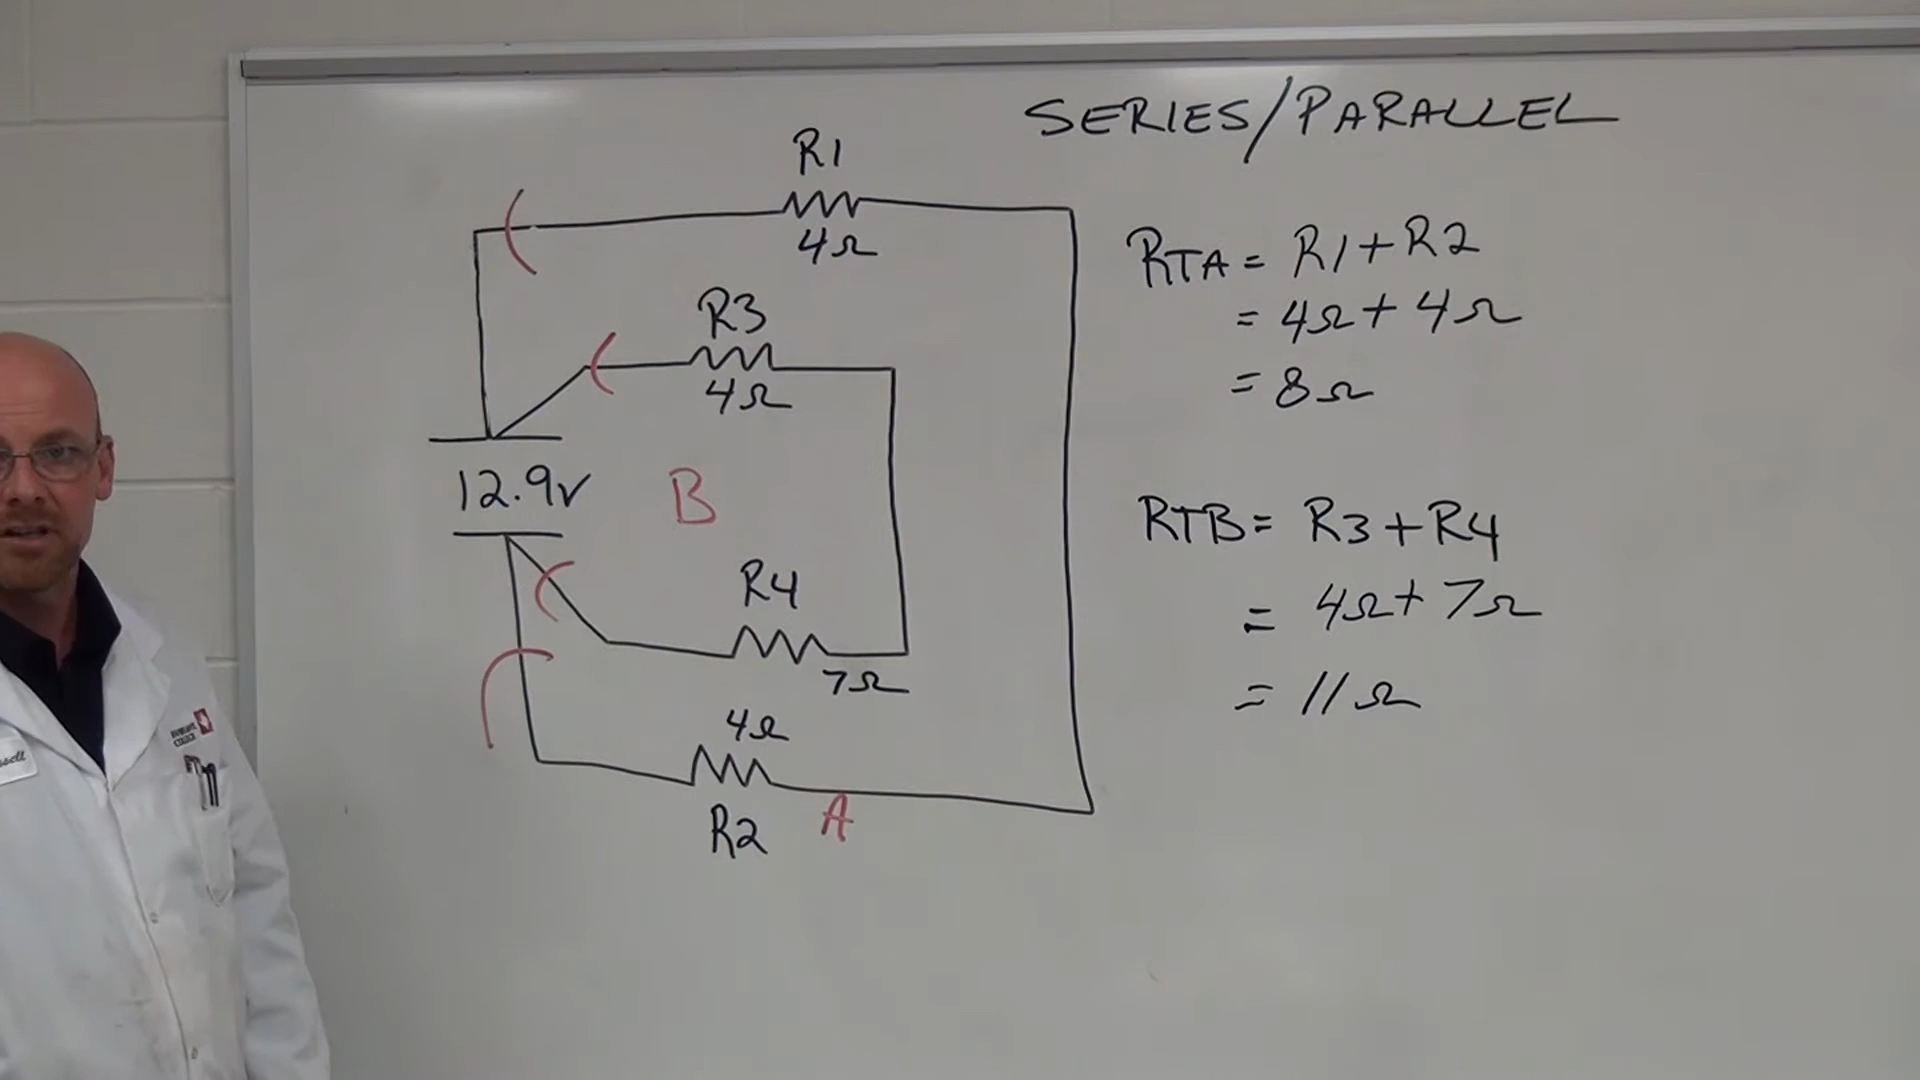 SERIES/PARALLEL
R1
4Ω
R3
4Ω
12.9V
B
R4
7Ω
4Ω
R2
A
RTA = R1 + R2
= 4Ω + 4Ω
= 8Ω
RTB = R3 + R4
= 4Ω + 7Ω
= 11Ω